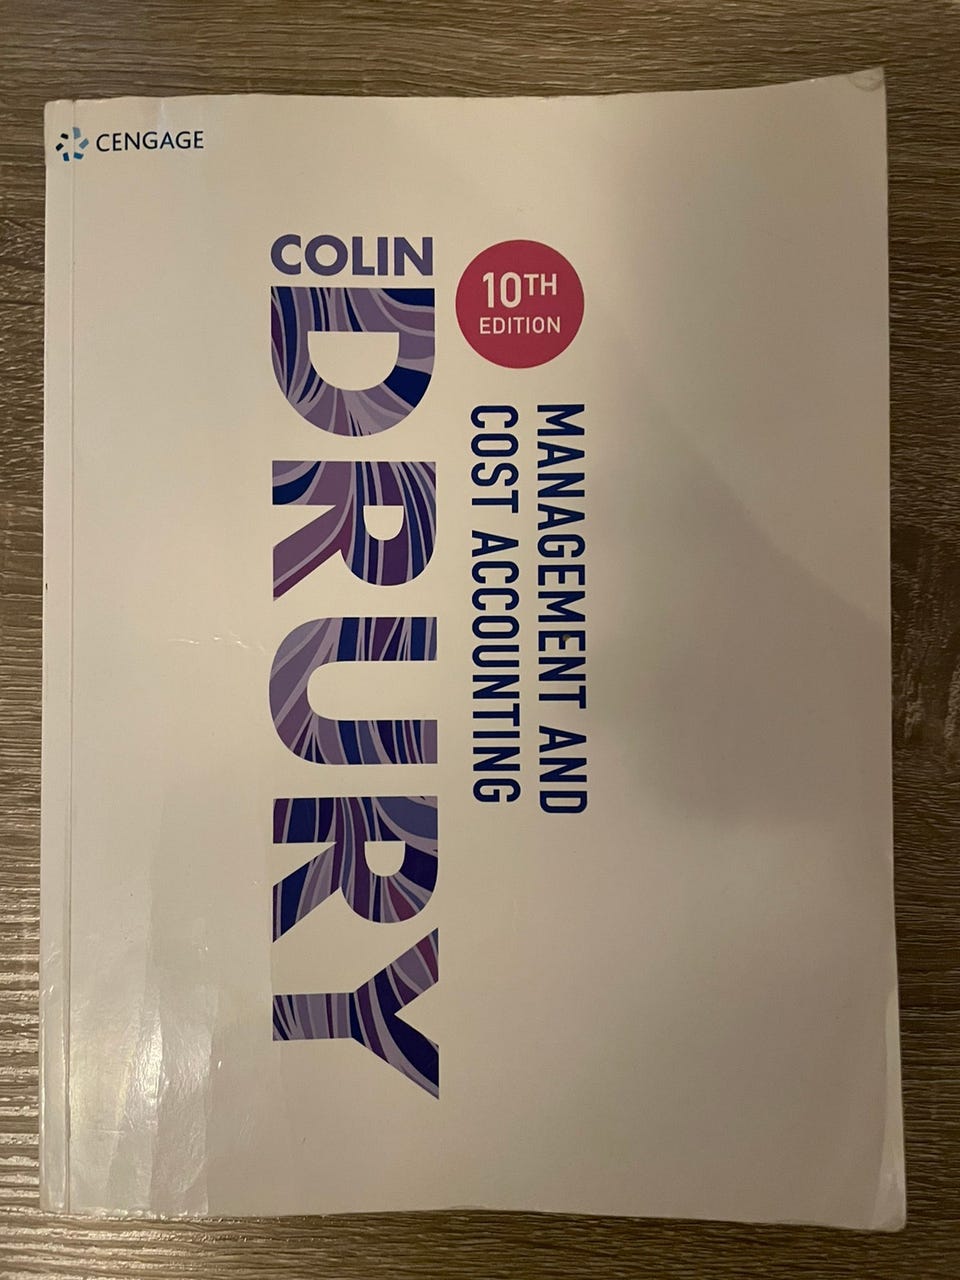 CENGAGE
COLIN
DRURY
10TH
EDITION
MANAGEMENT AND
COST ACCOUNTING